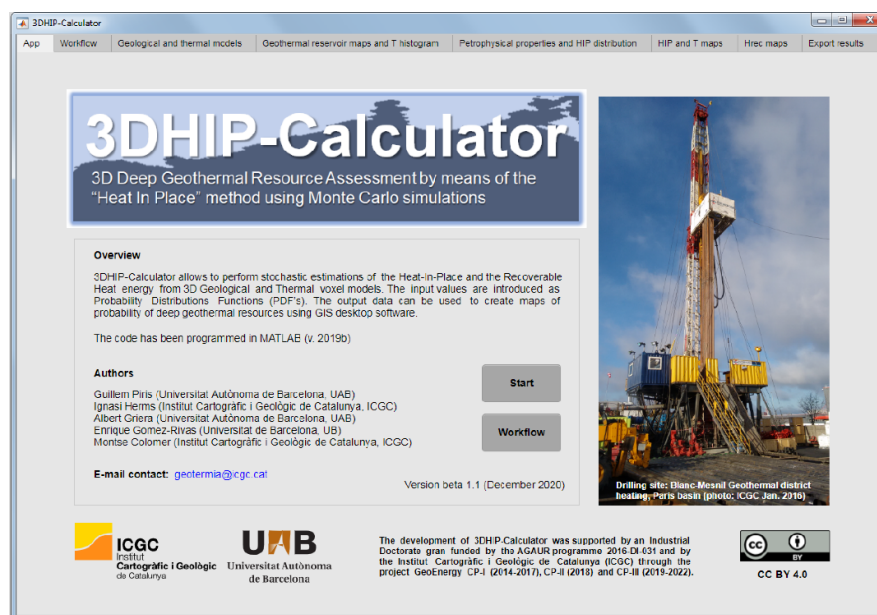 3DHIP-Calculator
App Workflow Geological and thermal models Geothermal reservoir maps and T histogram Petrophysical properties and HIP distribution HIP and T maps Hrec maps Export results
3DHIP-Calculator
3D Deep Geothermal Resource Assessment by means of the
“Heat In Place” method using Monte Carlo simulations
Overview
3DHIP-Calculator allows to perform stochastic estimations of the Heat-In-Place and the Recoverable
Heat energy from 3D Geological and Thermal voxel models. The input values are introduced as
Probability Distributions Functions (PDF's). The output data can be used to create maps of
probability of deep geothermal resources using GIS desktop software.
The code has been programmed in MATLAB (v. 2019b)
Authors
Guillem Piris (Universitat Autònoma de Barcelona, UAB)
Ignasi Herms (Institut Cartogràfic i Geològic de Catalunya, ICGC)
Albert Griera (Universitat Autònoma de Barcelona, UAB)
Enrique Gomez-Rivas (Universitat de Barcelona, UB)
Montse Colomer (Institut Cartogràfic i Geològic de Catalunya, ICGC)
E-mail contact: geotermia@icgc.cat
Start
Workflow
Version beta 1.1 (December 2020)
Drilling site: Blanc-Mesnil Geothermal district
heating, Paris basin (photo: ICGC Jan. 2016)
ICGC
Institut
Cartogràfic i Geològic
de Catalunya
UAB
Universitat Autònoma
de Barcelona
The development of 3DHIP-Calculator was supported by an Industrial
Doctorate gran funded by the AGAUR programme 2016-DI-031 and by
the Institut Cartogràfic i Geològic de Catalunya (ICGC) through the
project GeoEnergy CP-I (2014-2017), CP-II (2018) and CP-III (2019-2022).
cc
BY
CC BY 4.0